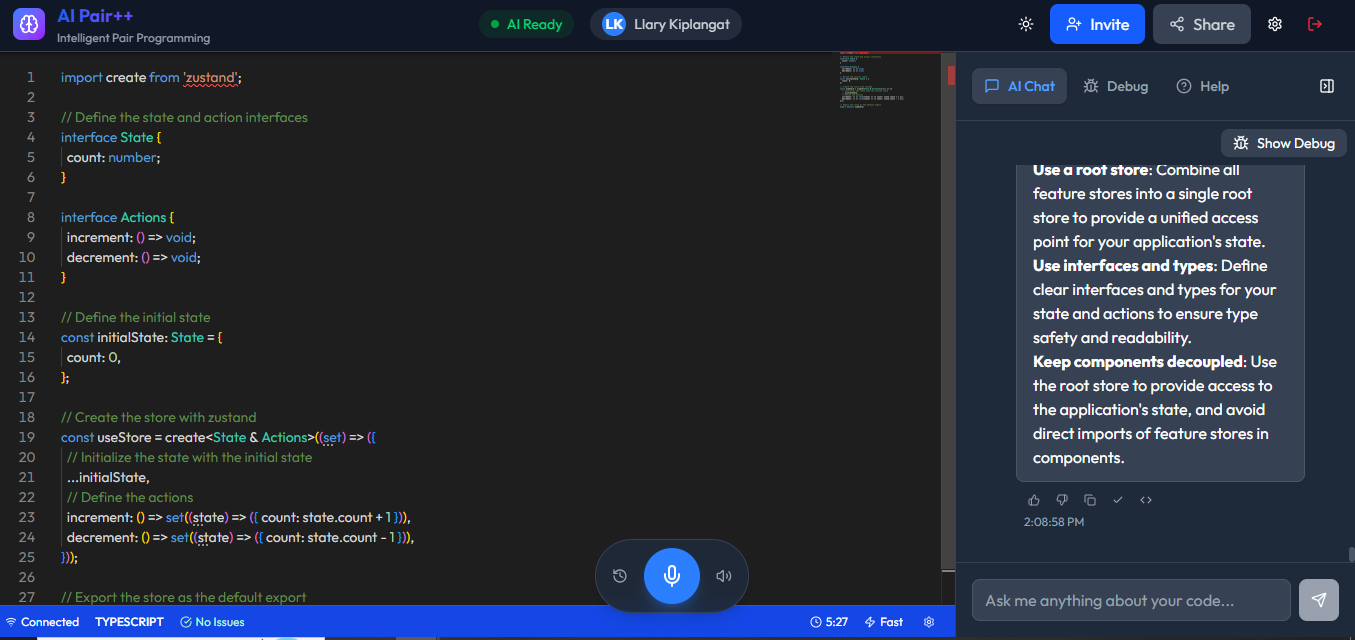 AI Pair++
Intelligent Pair Programming
AI Ready
LK
Llary Kiplangat
Invite
Share
1 import create from 'zustand';
2
3 // Define the state and action interfaces
4 interface State {
5 count: number;
6 }
7
8 interface Actions {
9 increment: () => void;
10 decrement: () => void;
11 }
12
13 // Define the initial state
14 const initialState: State = {
15 count: 0,
16 };
17
18 // Create the store with zustand
19 const useStore = create<State & Actions>((set) => ({
20 // Initialize the state with the initial state
21 ...initialState,
22 // Define the actions
23 increment: () => set((state) => ({ count: state.count + 1 })),
24 decrement: () => set((state) => ({ count: state.count - 1 })),
25 }));
26
27 // Export the store as the default export
AI Chat
Debug
Help
Show Debug
Use a root store: Combine all
feature stores into a single root
store to provide a unified access
point for your application's state.
Use interfaces and types: Define
clear interfaces and types for your
state and actions to ensure type
safety and readability.
Keep components decoupled: Use
the root store to provide access to
the application's state, and avoid
direct imports of feature stores in
components.
2:08:58 PM
Ask me anything about your code...
Connected
TYPESCRIPT
No Issues
5:27
Fast